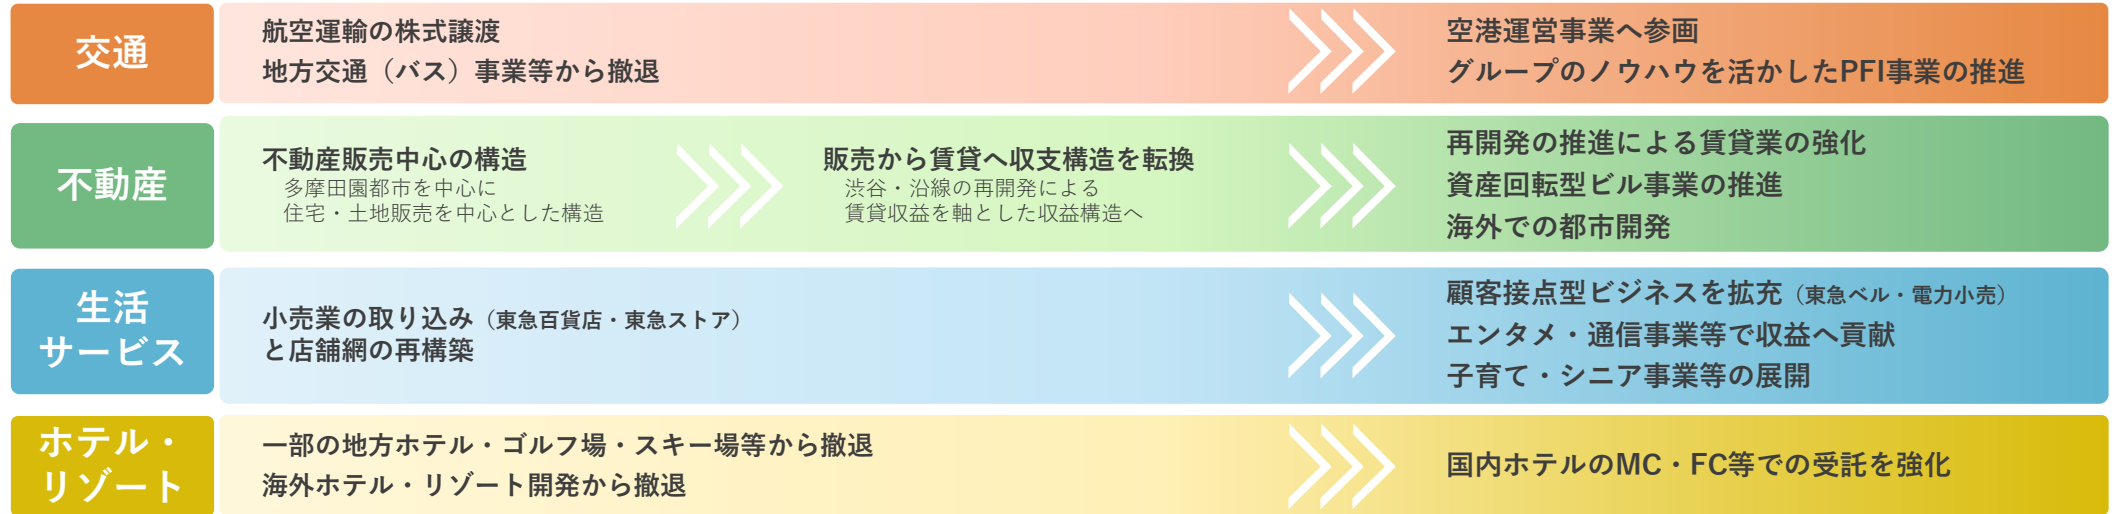 交通
航空運輸の株式譲渡
地方交通（バス）事業等から撤退
空港運営事業へ参画
グループのノウハウを活かしたPFI事業の推進
不動産
不動産販売中心の構造
多摩田園都市を中心に
住宅・土地販売を中心とした構造
販売から賃貸へ収支構造を転換
渋谷・沿線の再開発による
賃貸収益を軸とした収益構造へ
再開発の推進による賃貸業の強化
資産回転型ビル事業の推進
海外での都市開発
生活
サービス
小売業の取り込み（東急百貨店・東急ストア）
と店舗網の再構築
顧客接点型ビジネスを拡充（東急ベル・電力小売）
エンタメ・通信事業等で収益へ貢献
子育て・シニア事業等の展開
ホテル・
リゾート
一部の地方ホテル・ゴルフ場・スキー場等から撤退
海外ホテル・リゾート開発から撤退
国内ホテルのMC・FC等での受託を強化